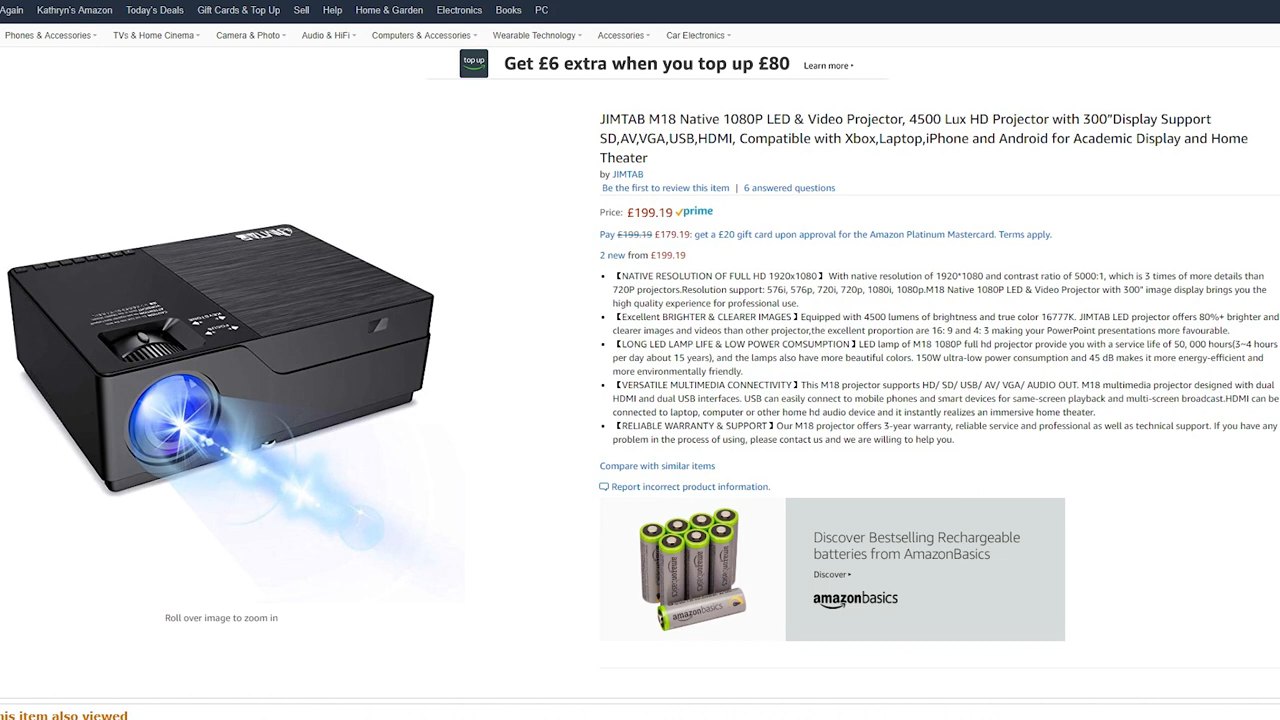 Again Kathryn's Amazon Today's Deals Gift Cards & Top Up Sell Help Home & Garden Electronics Books PC
Phones & Accessories TVs & Home Cinema Camera & Photo Audio & HiFi Computers & Accessories Wearable Technology Accessories Car Electronics
top up Get £6 extra when you top up £80 Learn more
JIMTAB M18 Native 1080P LED & Video Projector, 4500 Lux HD Projector with 300”Display Support
SD,AV,VGA,USB,HDMI, Compatible with Xbox,Laptop,iPhone and Android for Academic Display and Home
Theater
by JIMTAB
Be the first to review this item | 6 answered questions
Price: £199.19 prime
Pay £199.19 £179.19: get a £20 gift card upon approval for the Amazon Platinum Mastercard. Terms apply.
2 new from £199.19
【NATIVE RESOLUTION OF FULL HD 1920x1080】 With native resolution of 1920*1080 and contrast ratio of 5000:1, which is 3 times of more details than
720P projectors.Resolution support: 576i, 576p, 720i, 720p, 1080i, 1080p.M18 Native 1080P LED & Video Projector with 300" image display brings you the
high quality experience for professional use.
【Excellent BRIGHTER & CLEARER IMAGES】Equipped with 4500 lumens of brightness and true color 16777K. JIMTAB LED projector offers 80%+ brighter and
clearer images and videos than other projector,the excellent proportion are 16: 9 and 4: 3 making your PowerPoint presentations more favourable.
【LONG LED LAMP LIFE & LOW POWER COMSUMPTION】LED lamp of M18 1080P full hd projector provide you with a service life of 50, 000 hours(3~4 hours
per day about 15 years), and the lamps also have more beautiful colors. 150W ultra-low power consumption and 45 dB makes it more energy-efficient and
more environmentally friendly.
【VERSATILE MULTIMEDIA CONNECTIVITY】This M18 projector supports HD/ SD/ USB/ AV/ VGA/ AUDIO OUT. M18 multimedia projector designed with dual
HDMI and dual USB interfaces. USB can easily connect to mobile phones and smart devices for same-screen playback and multi-screen broadcast.HDMI can be
connected to laptop, computer or other home hd audio device and it instantly realizes an immersive home theater.
【RELIABLE WARRANTY & SUPPORT】Our M18 projector offers 3-year warranty, reliable service and professional as well as technical support. If you have any
problem in the process of using, please contact us and we are willing to help you.
Compare with similar items
Report incorrect product information.
JIMTAB
KEYSTONE
FOCUS
Discover Bestselling Rechargeable
batteries from AmazonBasics
Discover
amazonbasics
amazonbasics
Roll over image to zoom in
his item also viewed